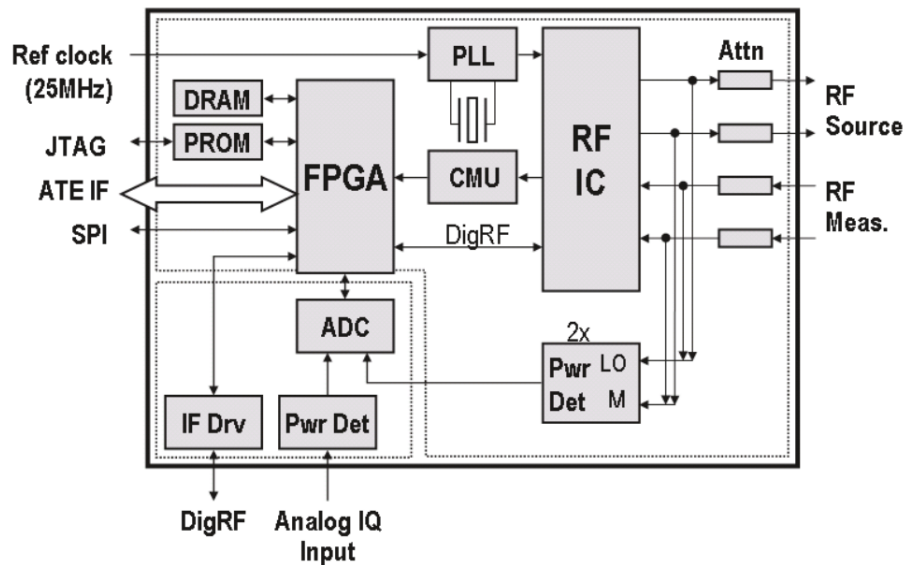 Ref clock
(25MHz)
PLL
Attn
DRAM
RF
Source
JTAG
PROM
FPGA
RF
IC
ATE IF
CMU
RF
Meas.
SPI
DigRF
ADC
2x
Pwr LO
Det M
IF Drv
Pwr Det
DigRF
Analog IQ
Input